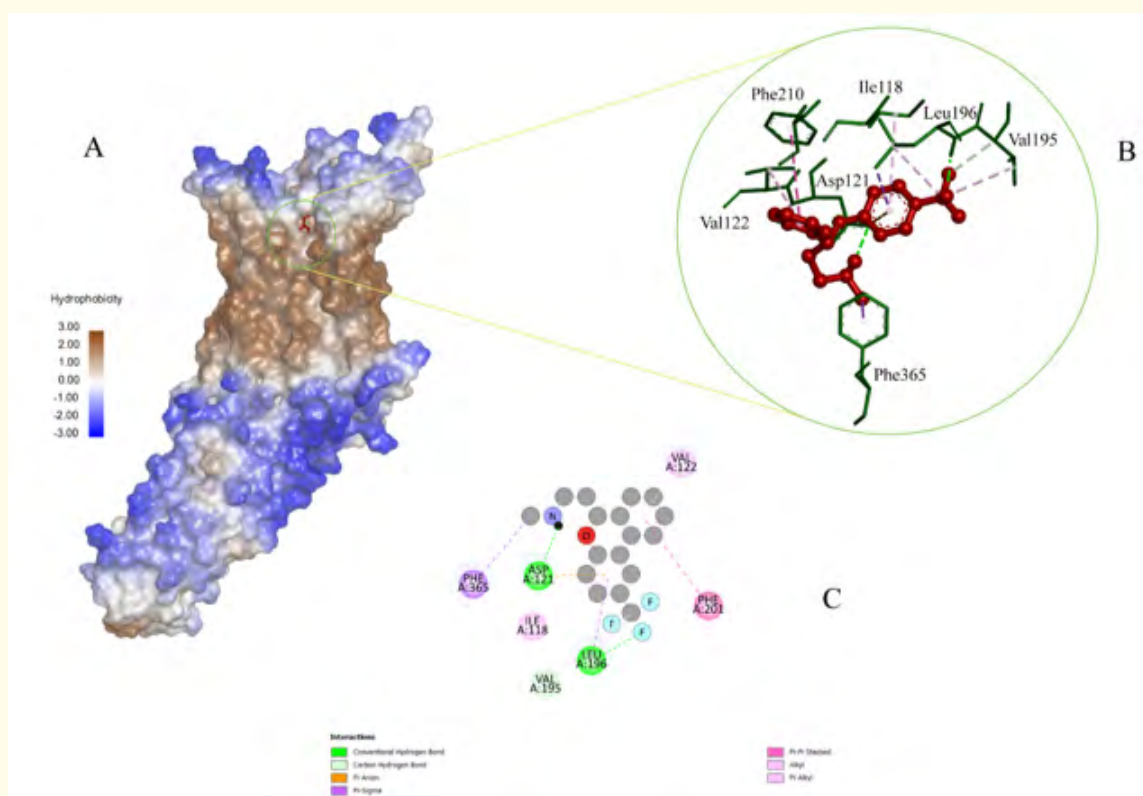 A
Hydrophobicity
3.00
2.00
1.00
0.00
-1.00
-2.00
-3.00
B
Phe210
Ile118
Leu196
Val195
Asp121
Val122
Phe365
C
VAL
A:122
N
O
PHE
A:365
ASP
A:121
ILE
A:118
F
F
F
PHE
A:201
LEU
A:196
VAL
A:195
Interactions
Conventional Hydrogen Bond
Carbon Hydrogen Bond
Pi-Anion
Pi-Sigma
Pi-Pi Stacked
Alkyl
Pi-Alkyl